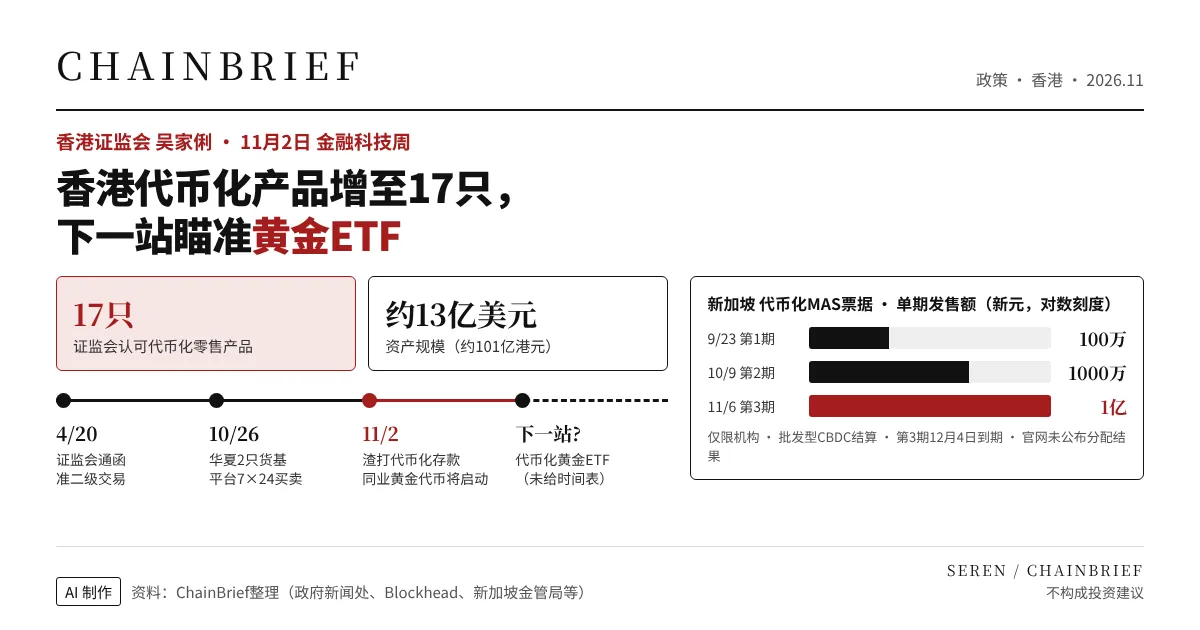 CHAINBRIEF
政策 · 香港 · 2026.11
香港证监会 吴家俐 · 11月2日 金融科技周
香港代币化产品增至17只，
下一站瞄准黄金ETF
17只
证监会认可代币化零售产品
约13亿美元
资产规模（约101亿港元）
4/20
证监会通函
准二级交易
10/26
华夏2只货基
平台7×24买卖
11/2
渣打代币化存款
同业黄金代币将启动
下一站?
代币化黄金ETF
（未给时间表）
新加坡 代币化MAS票据 · 单期发售额（新元，对数刻度）
9/23 第1期 100万
10/9 第2期 1000万
11/6 第3期 1亿
仅限机构 · 批发型CBDC结算 · 第3期12月4日到期 · 官网未公布分配结
果
AI 制作
资料：ChainBrief整理（政府新闻处、Blockhead、新加坡金管局等）
SEREN / CHAINBRIEF
不构成投资建议